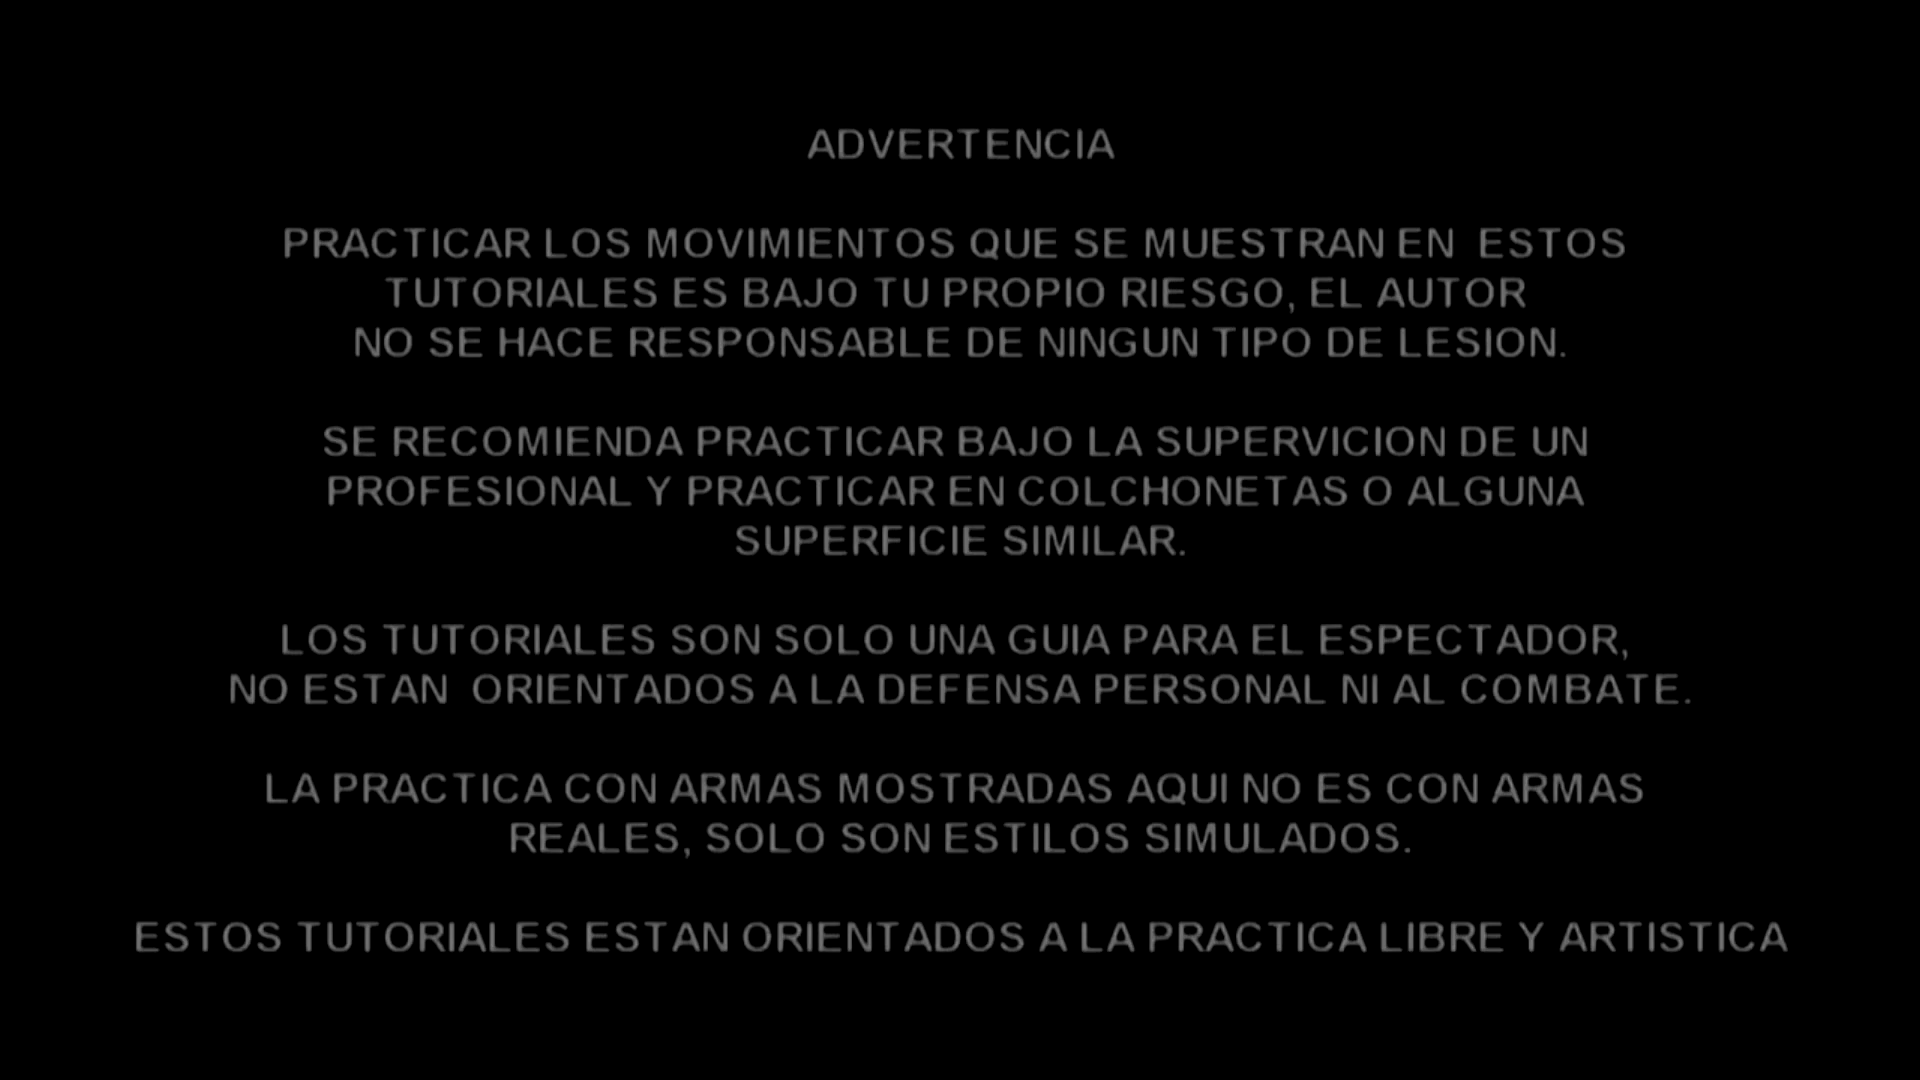 ADVERTENCIA
PRACTICAR LOS MOVIMIENTOS QUE SE MUESTRAN EN ESTOS
TUTORIALES ES BAJO TU PROPIO RIESGO, EL AUTOR
NO SE HACE RESPONSABLE DE NINGUN TIPO DE LESION.
SE RECOMIENDA PRACTICAR BAJO LA SUPERVICION DE UN
PROFESIONAL Y PRACTICAR EN COLCHONETAS O ALGUNA
SUPERFICIE SIMILAR.
LOS TUTORIALES SON SOLO UNA GUIA PARA EL ESPECTADOR,
NO ESTAN ORIENTADOS A LA DEFENSA PERSONAL NI AL COMBATE.
LA PRACTICA CON ARMAS MOSTRADAS AQUI NO ES CON ARMAS
REALES, SOLO SON ESTILOS SIMULADOS.
ESTOS TUTORIALES ESTAN ORIENTADOS A LA PRACTICA LIBRE Y ARTISTICA